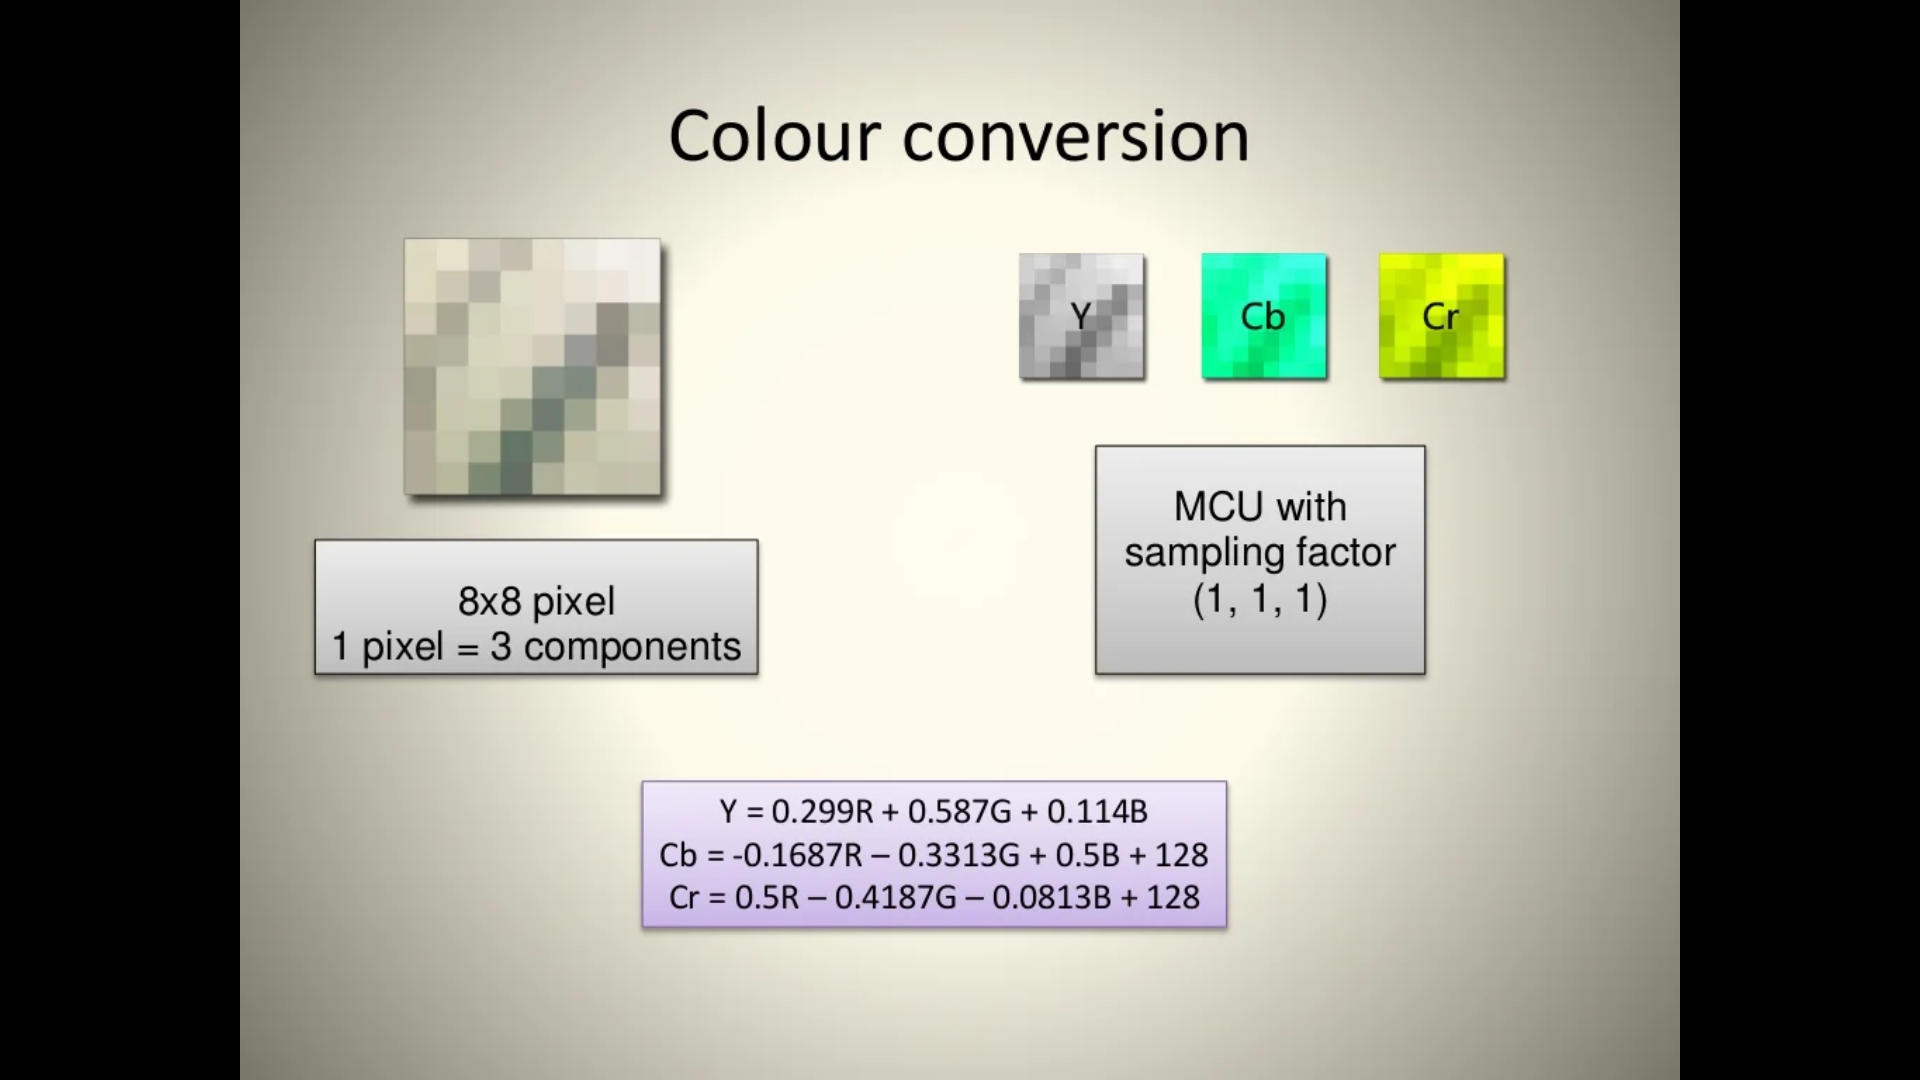 Colour conversion
Y
Cb
Cr
8x8 pixel
1 pixel = 3 components
MCU with
sampling factor
(1, 1, 1)
Y = 0.299R + 0.587G + 0.114B
Cb = -0.1687R – 0.3313G + 0.5B + 128
Cr = 0.5R – 0.4187G – 0.0813B + 128